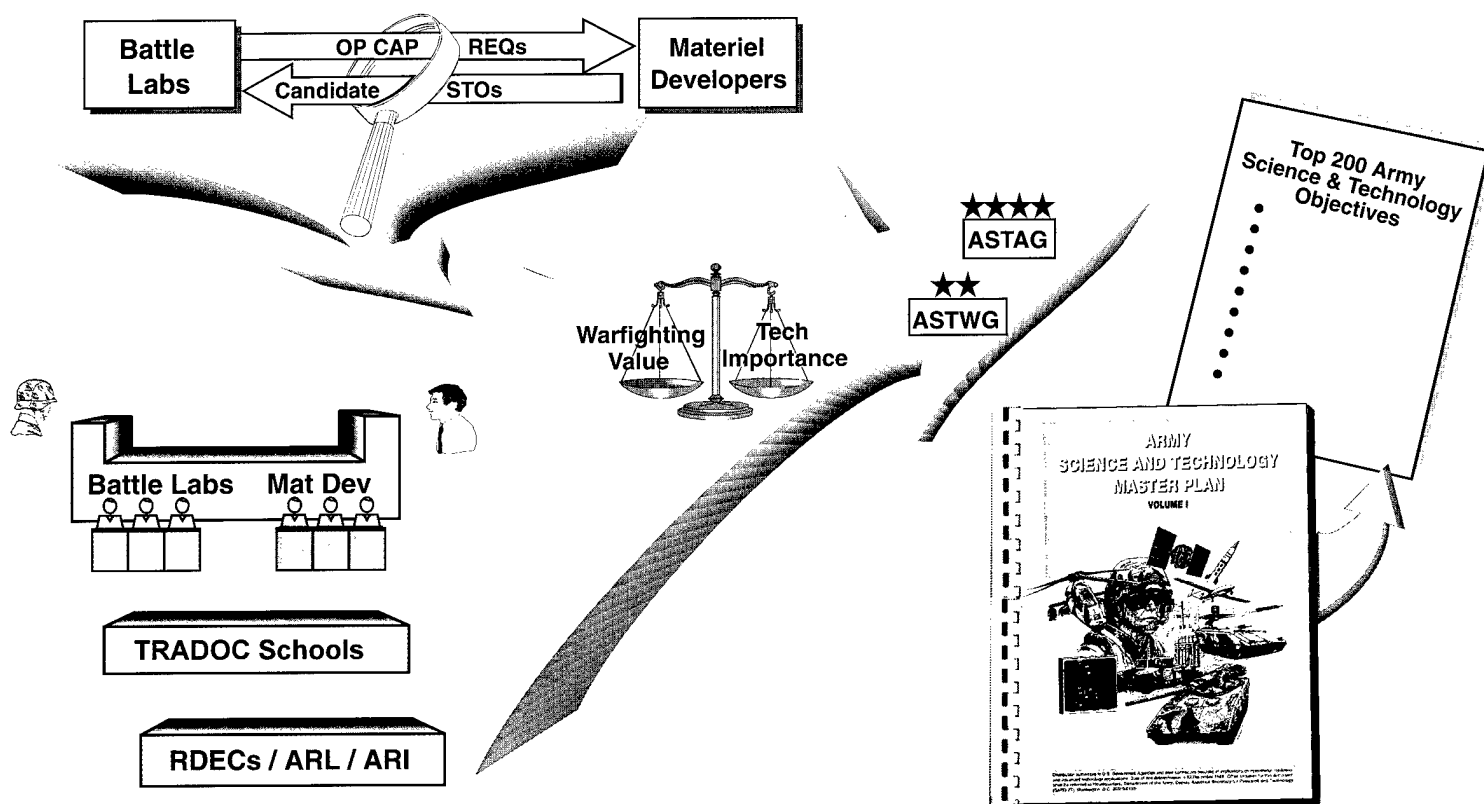 Battle
Labs
OP CAP REQs
Candidate STOs
Materiel
Developers
Top 200 Army
Science & Technology
Objectives
ASTAG
ASTWG
Warfighting
Value
Tech
Importance
Battle Labs Mat Dev
TRADOC Schools
RDECs / ARL / ARI
ARMY
SCIENCE AND TECHNOLOGY
MASTER PLAN
VOLUME I